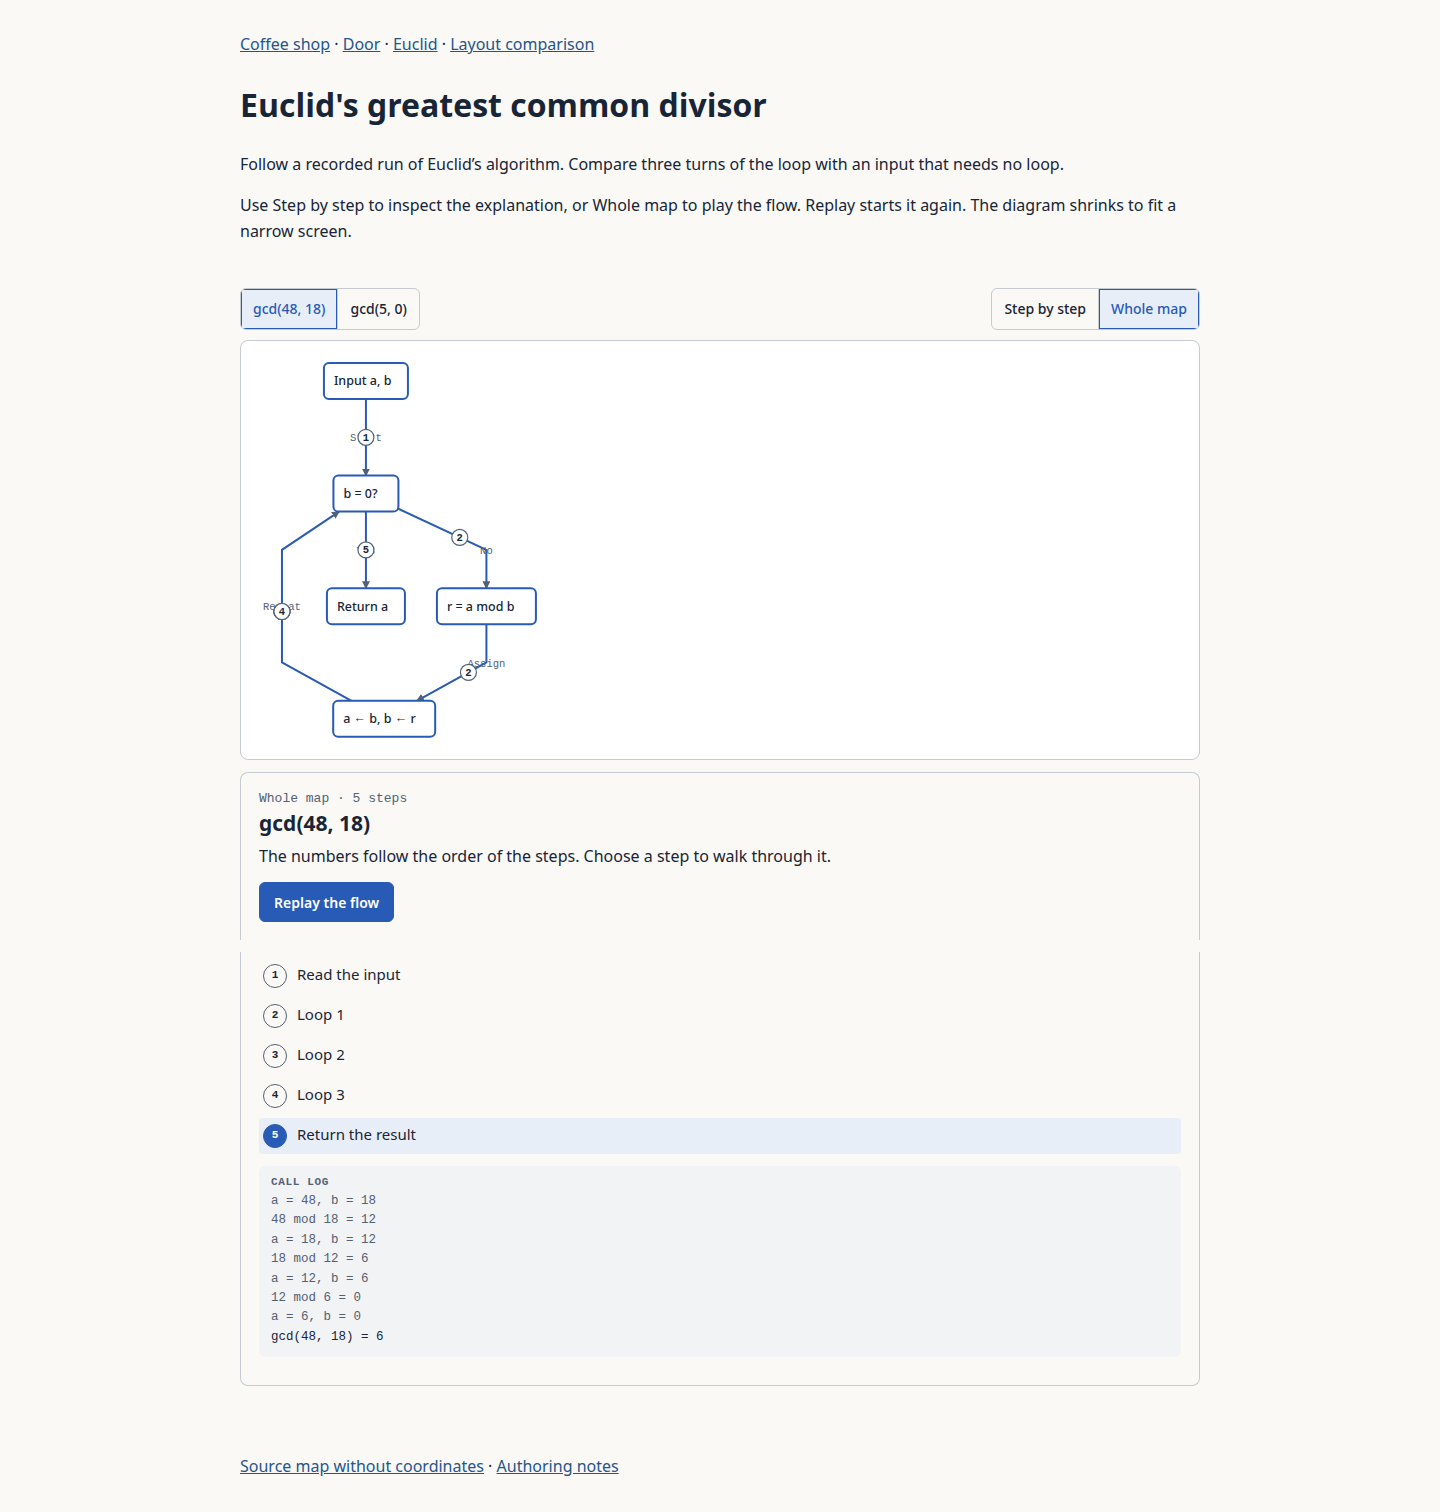 Coffee shop · Door · Euclid · Layout comparison
Euclid's greatest common divisor
Follow a recorded run of Euclid’s algorithm. Compare three turns of the loop with an input that needs no loop.
Use Step by step to inspect the explanation, or Whole map to play the flow. Replay starts it again. The diagram shrinks to fit a
narrow screen.
gcd(48, 18) gcd(5, 0) Step by step Whole map
Input a, b
1
b = 0?
2
5
No
Return a
r = a mod b
4
Assign
2
a ← b, b ← r
Whole map · 5 steps
gcd(48, 18)
The numbers follow the order of the steps. Choose a step to walk through it.
Replay the flow
1 Read the input
2 Loop 1
3 Loop 2
4 Loop 3
5 Return the result
CALL LOG
a = 48, b = 18
48 mod 18 = 12
a = 18, b = 12
18 mod 12 = 6
a = 12, b = 6
12 mod 6 = 0
a = 6, b = 0
gcd(48, 18) = 6
Source map without coordinates · Authoring notes